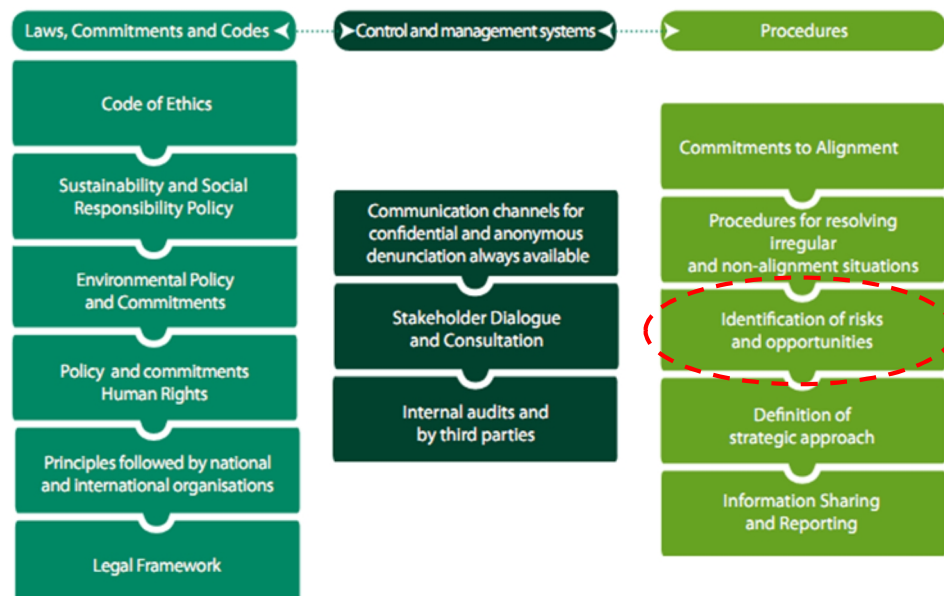 Laws, Commitments and Codes
Control and management systems
Procedures
Code of Ethics
Sustainability and Social
Responsibility Policy
Environmental Policy
and Commitments
Policy and commitments
Human Rights
Principles followed by national
and international organisations
Legal Framework
Communication channels for
confidential and anonymous
denunciation always available
Stakeholder Dialogue
and Consultation
Internal audits and
by third parties
Commitments to Alignment
Procedures for resolving
irregular
and non-alignment situations
Identification of risks
and opportunities
Definition of
strategic approach
Information Sharing
and Reporting